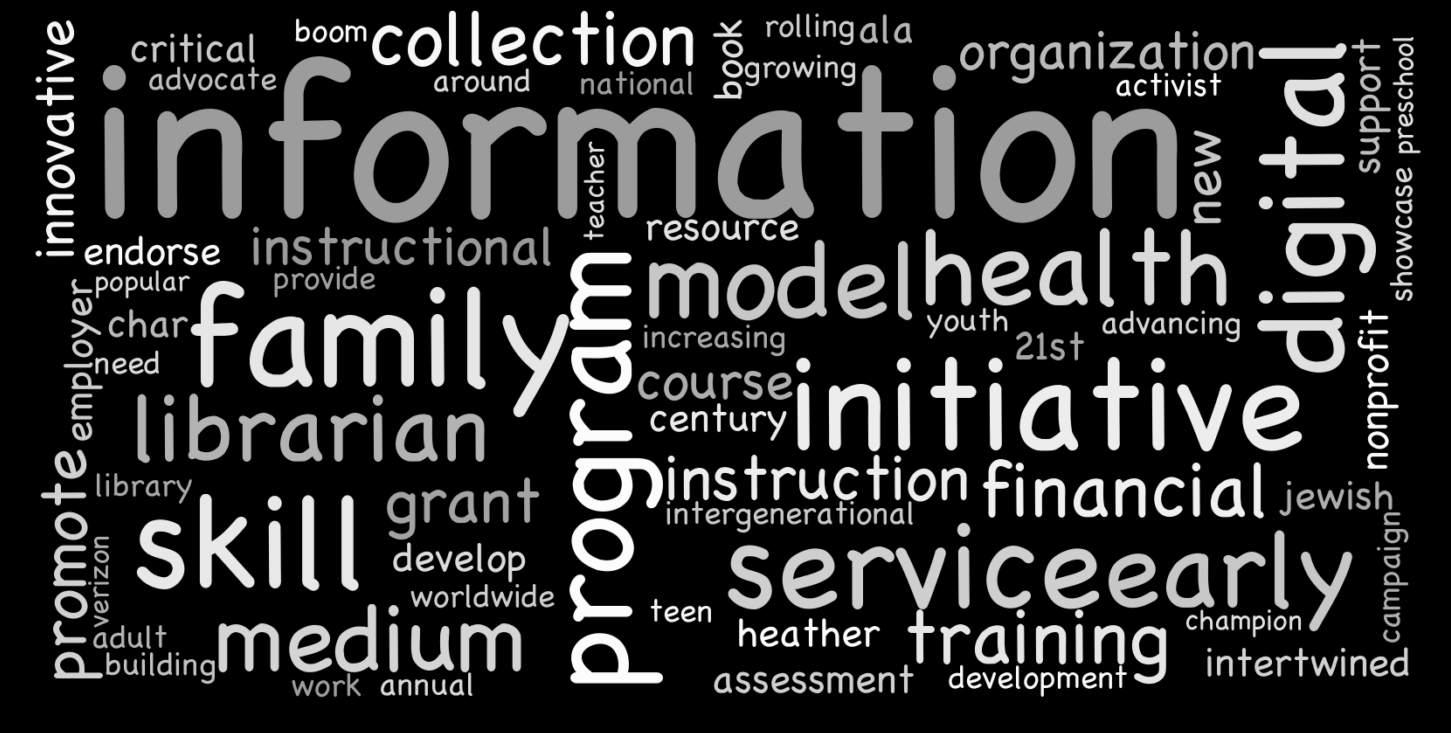 innovative
critical
boom
collection
book
rolling
ala
organization
digital
support
preschool
advocate
around
national
growing
activist
information
teacher
new
showcase
endorse
instructional
resource
popular
provide
model
health
employer
char
family
program
increasing
youth
21st
advancing
nonprofit
need
course
initiative
librarian
century
promote
library
grant
instruction
financial
jewish
skill
intergenerational
campaign
verizon
develop
service
early
worldwide
teen
champion
adult
medium
heather
training
building
intertwined
work
annual
assessment
development